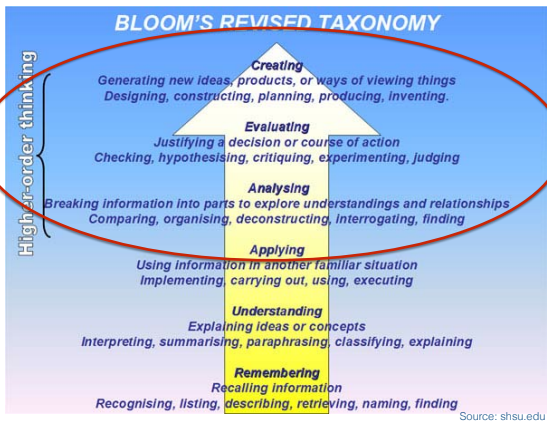 BLOOM'S REVISED TAXONOMY
Higher-order thinking
Creating
Generating new ideas, products, or ways of viewing things
Designing, constructing, planning, producing, inventing.
Evaluating
Justifying a decision or course of action
Checking, hypothesising, critiquing, experimenting, judging
Analysing
Breaking information into parts to explore understandings and relationships
Comparing, organising, deconstructing, Interrogating, finding
Applying
Using information in another familiar situation
Implementing, carrying out, using, executing
Understanding
Explaining ideas or concepts
Interpreting, summarising, paraphrasing, classifying, explaining
Remembering
Recalling information
Recognising, listing, describing, retrieving, naming, finding
Source: shsu.edu